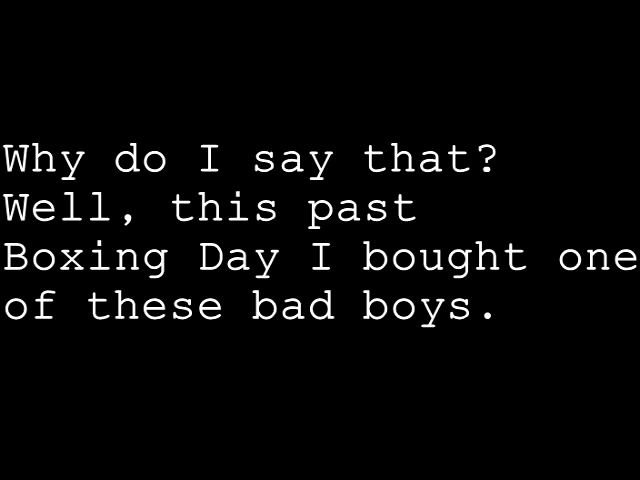 Why do I say that?
Well, this past
Boxing Day I bought one
of these bad boys.